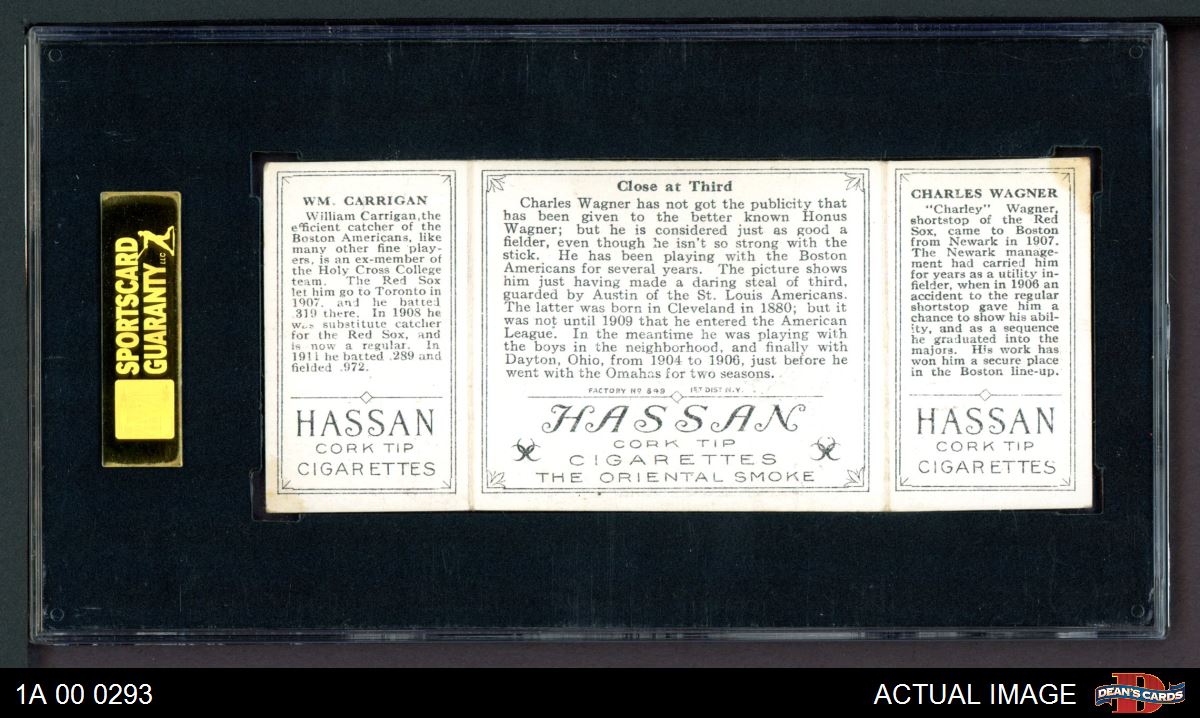 SPORTSCARD
GUARANTY LLC
WM. CARRIGAN
William Carrigan, the
efficient catcher of the
Boston Americans, like
many other fine play-
ers, is an ex-member of
the Holy Cross College
team. The Red Sox
let him go to Toronto in
1907, and he batted
.319 there. In 1908 he
was substitute catcher
for the Red Sox, and
is now a regular. In
1911 he batted .289 and
fielded .972.
HASSAN
CORK TIP
CIGARETTES
Close at Third
Charles Wagner has not got the publicity that
has been given to the better known Honus
Wagner; but he is considered just as good a
fielder, even though he isn't so strong with the
stick. He has been playing with the Boston
Americans for several years. The picture shows
him just having made a daring steal of third,
guarded by Austin of the St. Louis Americans.
The latter was born in Cleveland in 1880; but it
was not until 1909 that he entered the American
League. In the meantime he was playing with
the boys in the neighborhood, and finally with
Dayton, Ohio, from 1904 to 1906, just before he
went with the Omahas for two seasons.
FACTORY Nº 649 1ST DIST N.Y.
HASSAN
CORK TIP
CIGARETTES
THE ORIENTAL SMOKE
CHARLES WAGNER
"Charley" Wagner,
shortstop of the Red
Sox, came to Boston
from Newark in 1907.
The Newark manage-
ment had carried him
for years as a utility in-
fielder, when in 1906 an
accident to the regular
shortstop gave him a
chance to show his abil-
ity, and as a sequence
he graduated into the
majors. His work has
won him a secure place
in the Boston line-up.
HASSAN
CORK TIP
CIGARETTES
1A 00 0293
ACTUAL IMAGE
DEAN'S CARDS